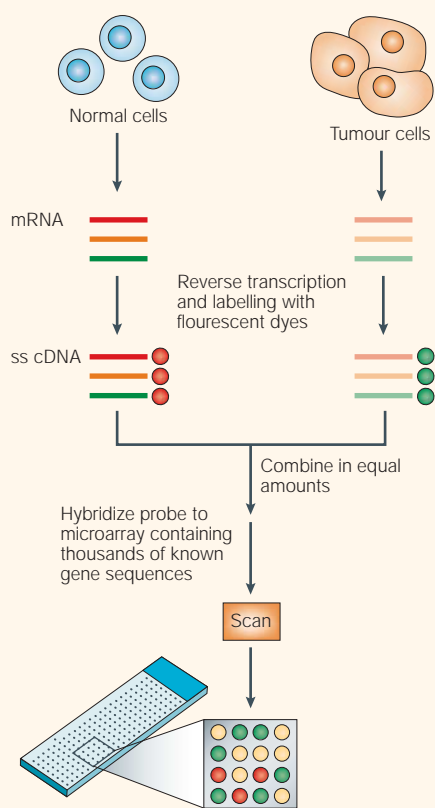 Normal cells
Tumour cells
mRNA
Reverse transcription
and labelling with
flourescent dyes
ss cDNA
Combine in equal
amounts
Hybridize probe to
microarray containing
thousands of known
gene sequences
Scan